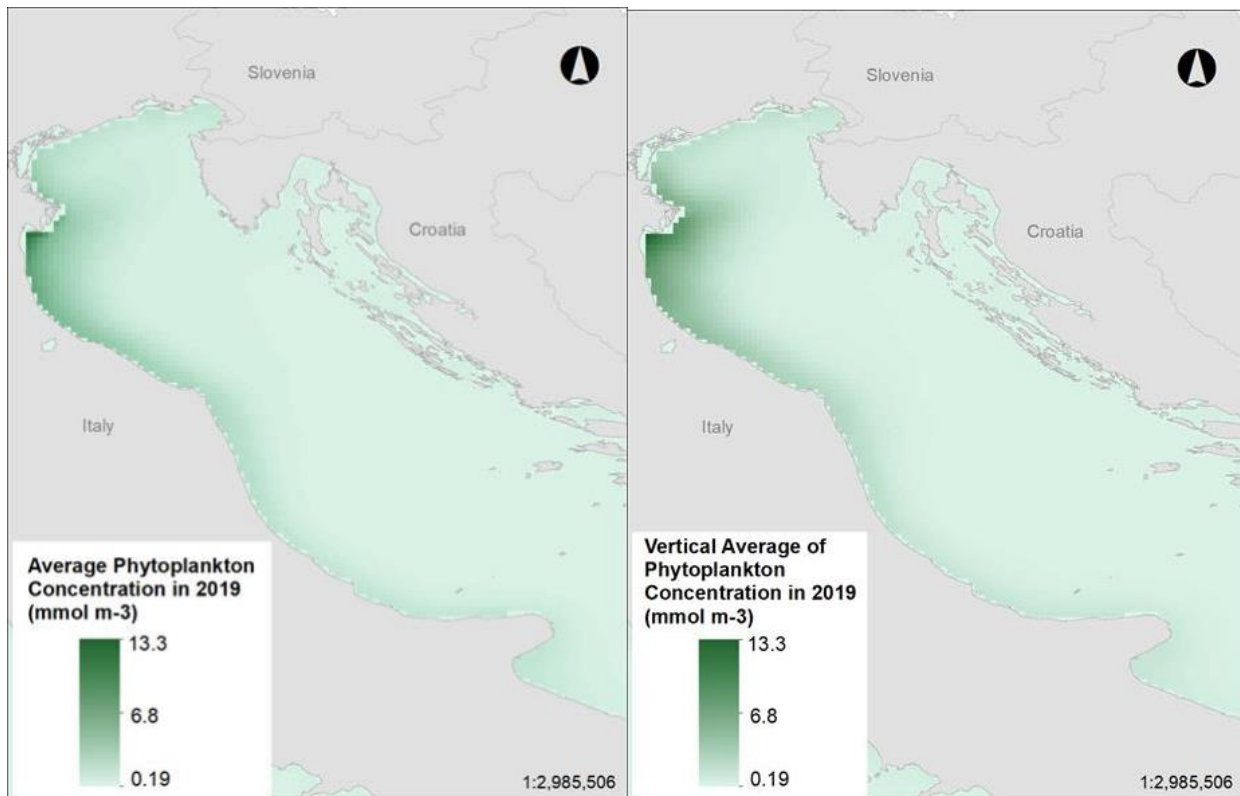 Slovenia
Croatia
Italy
Average Phytoplankton
Concentration in 2019
(mmol m-3)
13.3
6.8
0.19
1:2,985,506
Slovenia
Croatia
Italy
Vertical Average of
Phytoplankton
Concentration in 2019
(mmol m-3)
13.3
6.8
0.19
1:2,985,506